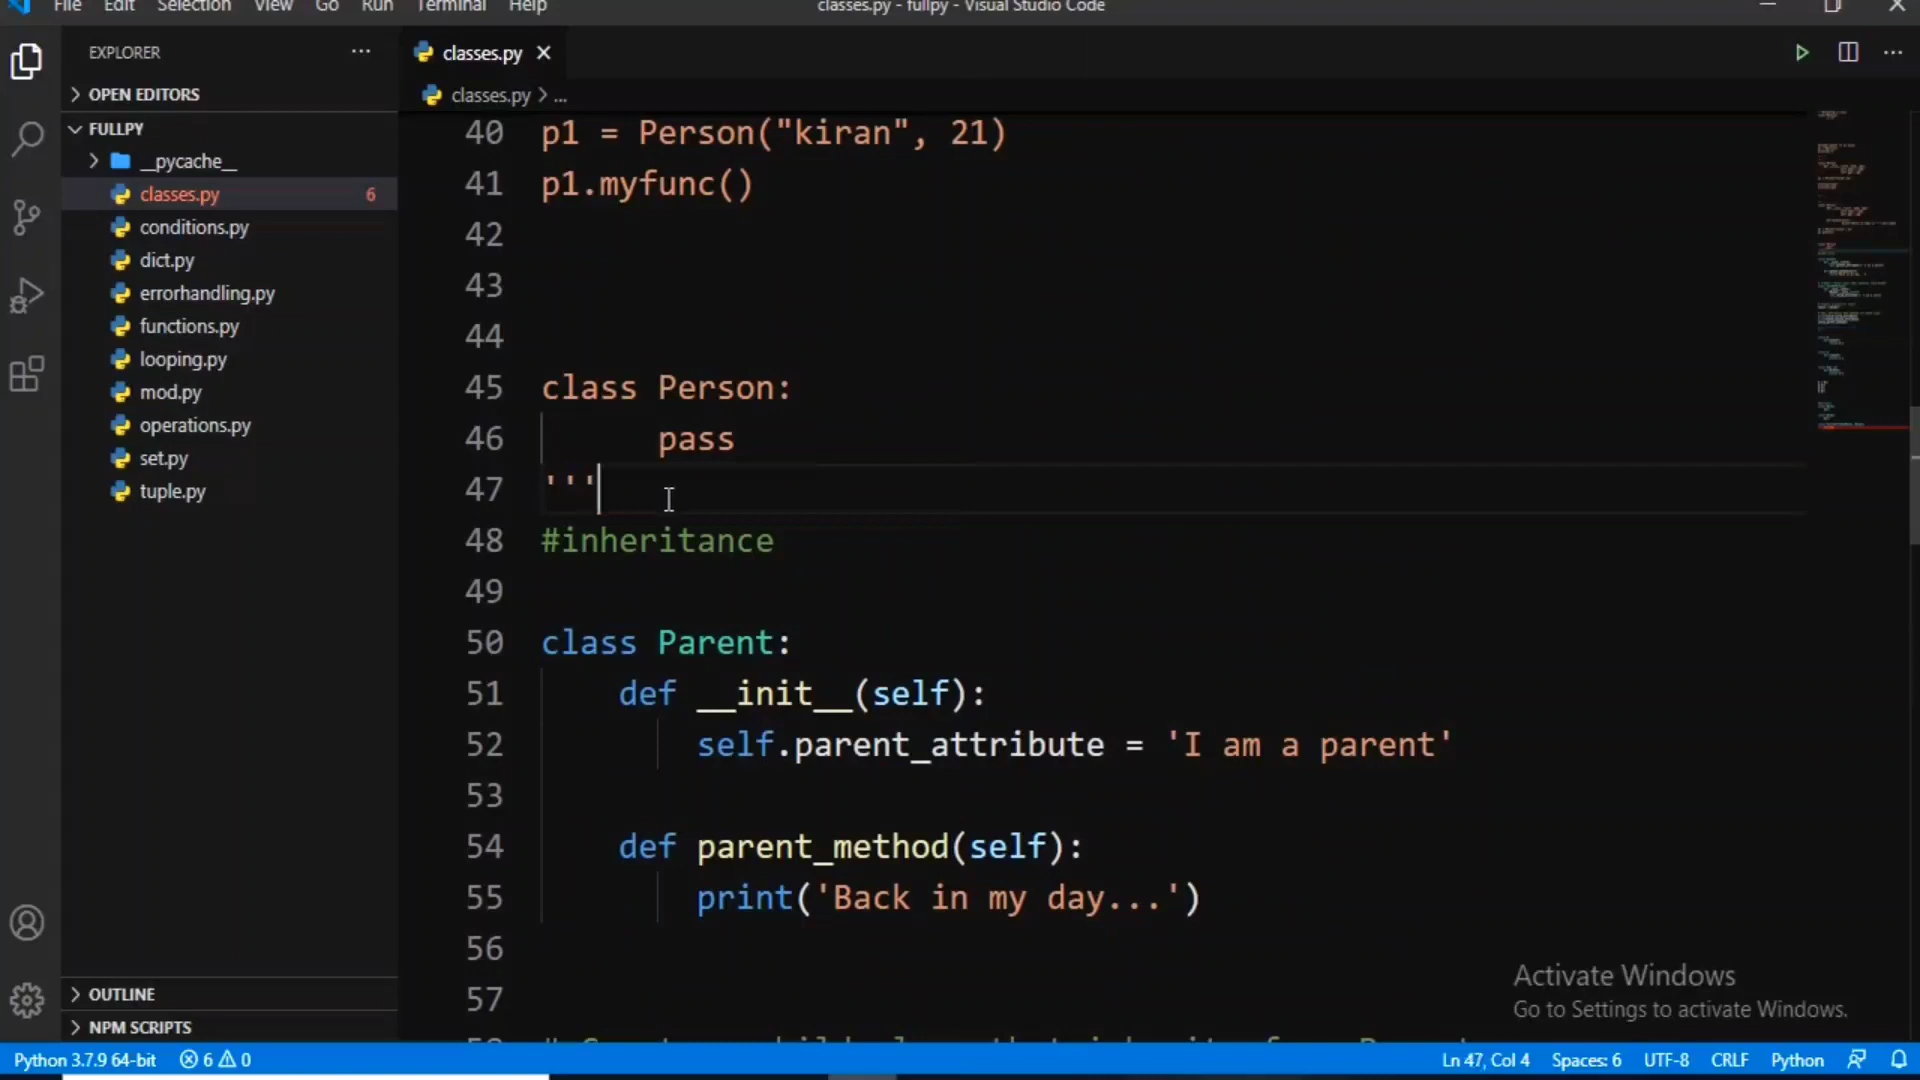 File Edit Selection View Go Run Terminal Help
classes.py - fullpy - Visual Studio Code
EXPLORER
OPEN EDITORS
FULLPY
__pycache__
classes.py 6
conditions.py
dict.py
errorhandling.py
functions.py
looping.py
mod.py
operations.py
set.py
tuple.py
OUTLINE
NPM SCRIPTS
classes.py
classes.py > ...
40 p1 = Person("kiran", 21)
41 p1.myfunc()
42
43
44
45 class Person:
46 pass
47 '''
48 #inheritance
49
50 class Parent:
51 def __init__(self):
52 self.parent_attribute = 'I am a parent'
53
54 def parent_method(self):
55 print('Back in my day...')
56
57
Activate Windows
Go to Settings to activate Windows.
Python 3.7.9 64-bit 6 0
Ln 47, Col 4 Spaces: 6 UTF-8 CRLF Python